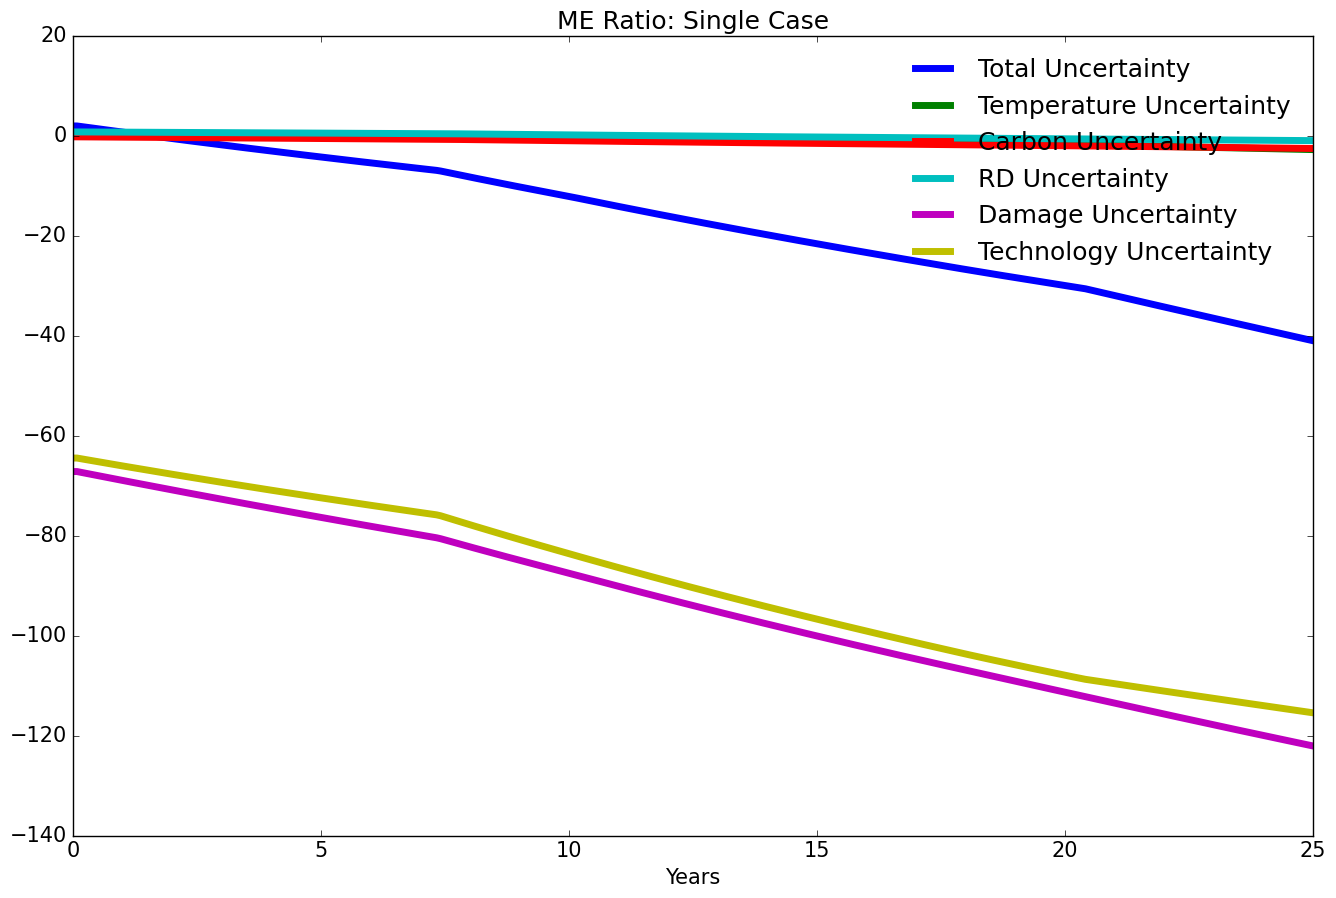 ME Ratio: Single Case
20
0
−20
−40
−60
−80
−100
−120
−140
Total Uncertainty
Temperature Uncertainty
Carbon Uncertainty
RD Uncertainty
Damage Uncertainty
Technology Uncertainty
0 5 10 15 20 25
Years